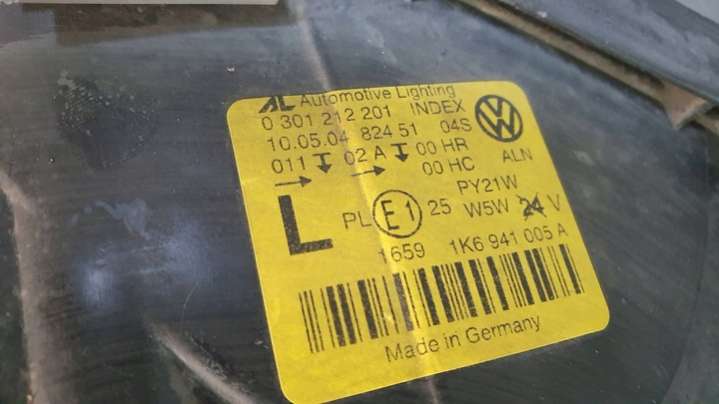 AL Automotive Lighting
0 301 212 201 INDEX
10.05.04 824 51 04S
011 02 A 00 HR
00 HC ALN
PY21W
L PL E1 25 W5W 24 V
1659 1K6 941 005 A
Made in Germany